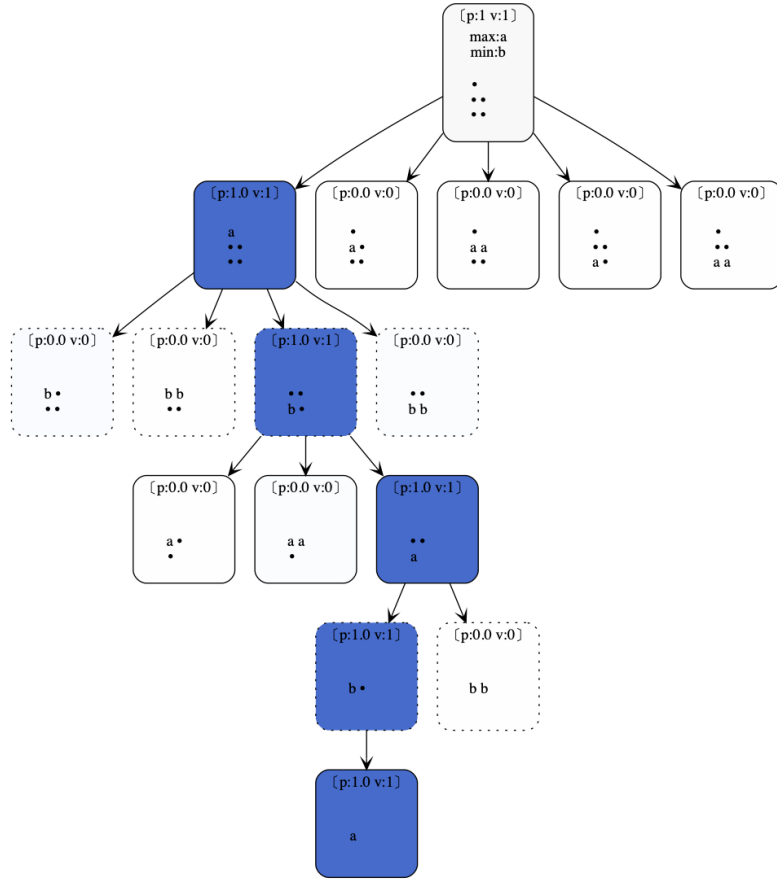 〔p:1 v:1〕
max:a
min:b
•
••
••
〔p:1.0 v:1〕
a
••
••
〔p:0.0 v:0〕
•
a •
••
〔p:0.0 v:0〕
•
a a
••
〔p:0.0 v:0〕
•
••
a •
〔p:0.0 v:0〕
•
••
a a
〔p:0.0 v:0〕
b •
••
〔p:0.0 v:0〕
b b
••
〔p:1.0 v:1〕
••
b •
〔p:0.0 v:0〕
••
b b
〔p:0.0 v:0〕
a •
•
〔p:0.0 v:0〕
a a
•
〔p:1.0 v:1〕
••
a
〔p:1.0 v:1〕
b •
〔p:0.0 v:0〕
b b
〔p:1.0 v:1〕
a